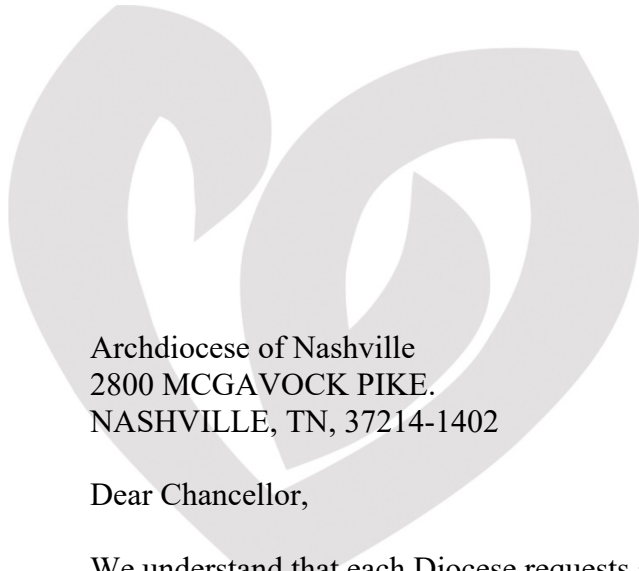 Archdiocese of Nashville
2800 MCGAVOCK PIKE.
NASHVILLE, TN, 37214-1402
Dear Chancellor,
We understand that each Diocese requests